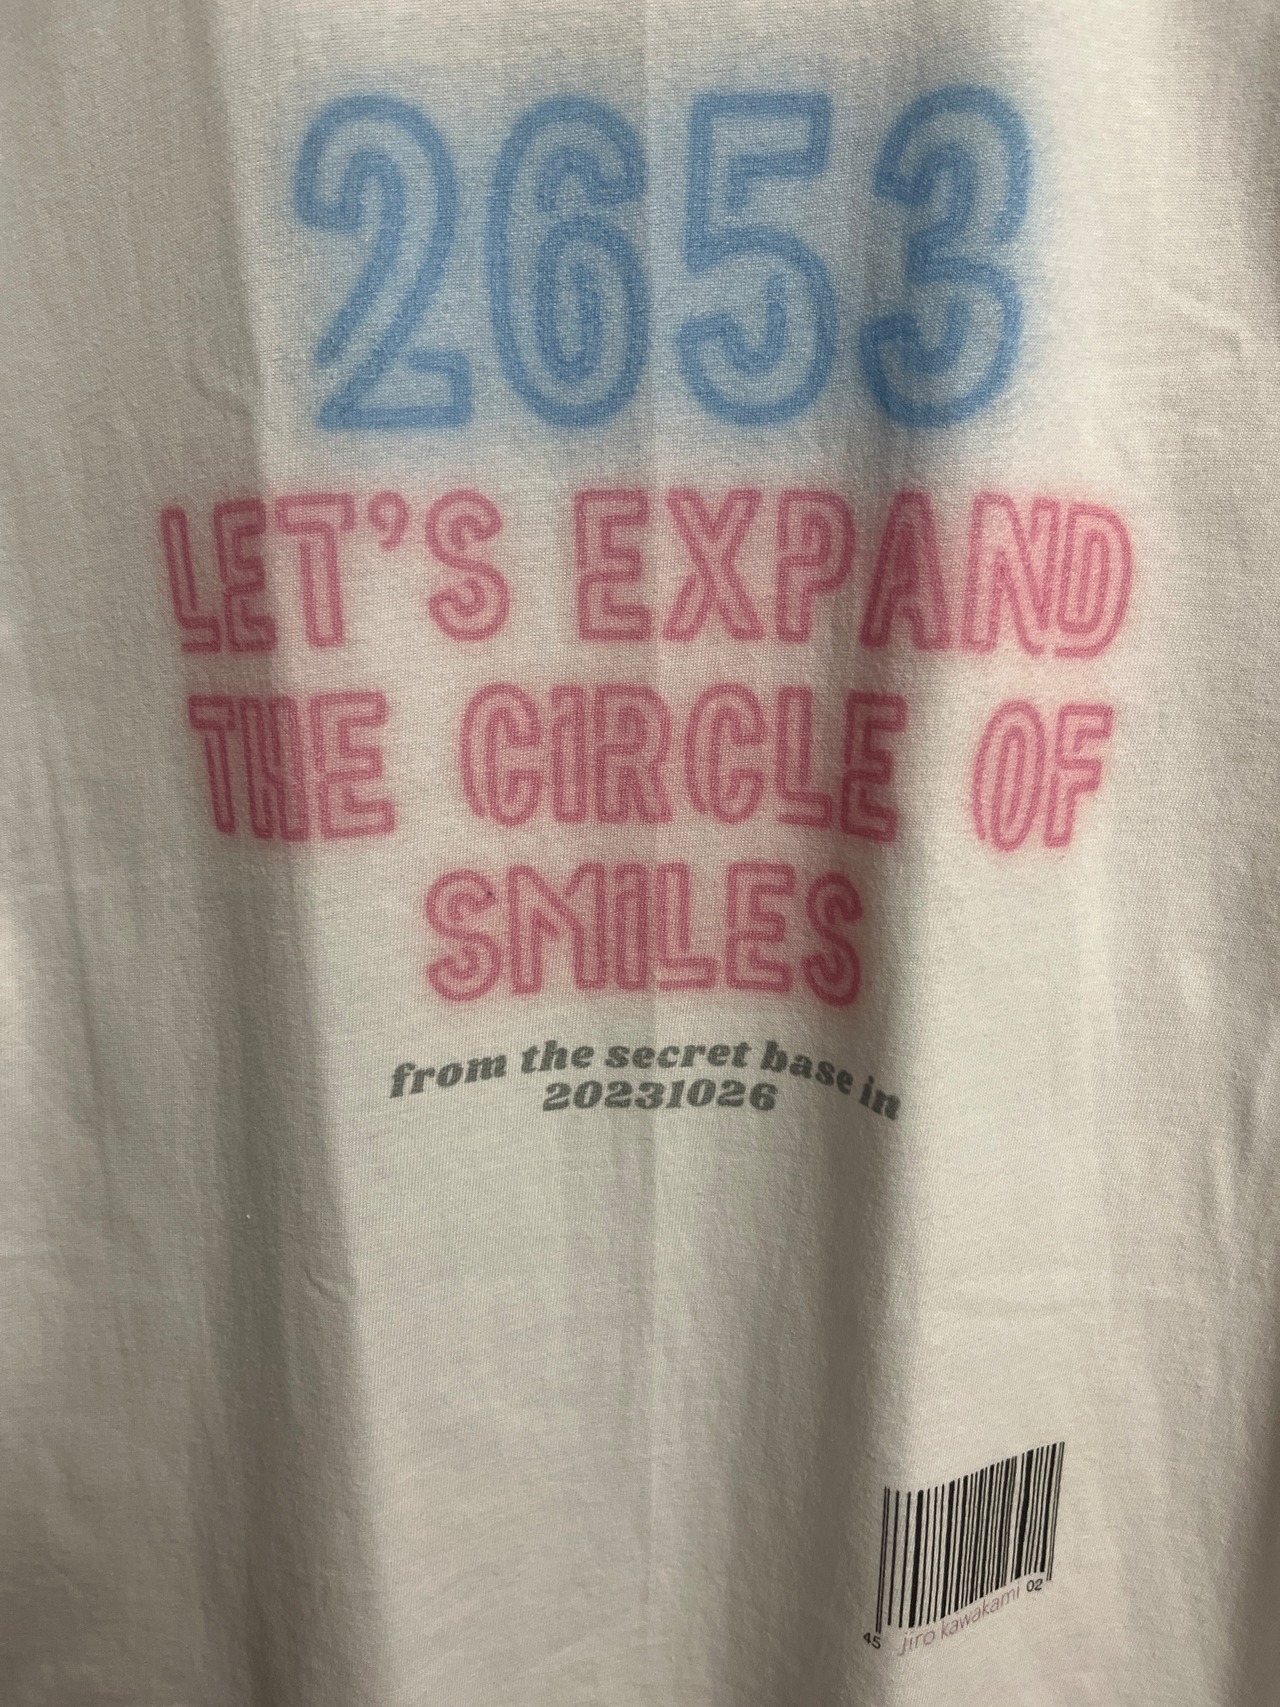 2653
LET'S EXPAND
THE CIRCLE OF
SMILES
from the secret base in
20231026
45 jiro kawakami 02